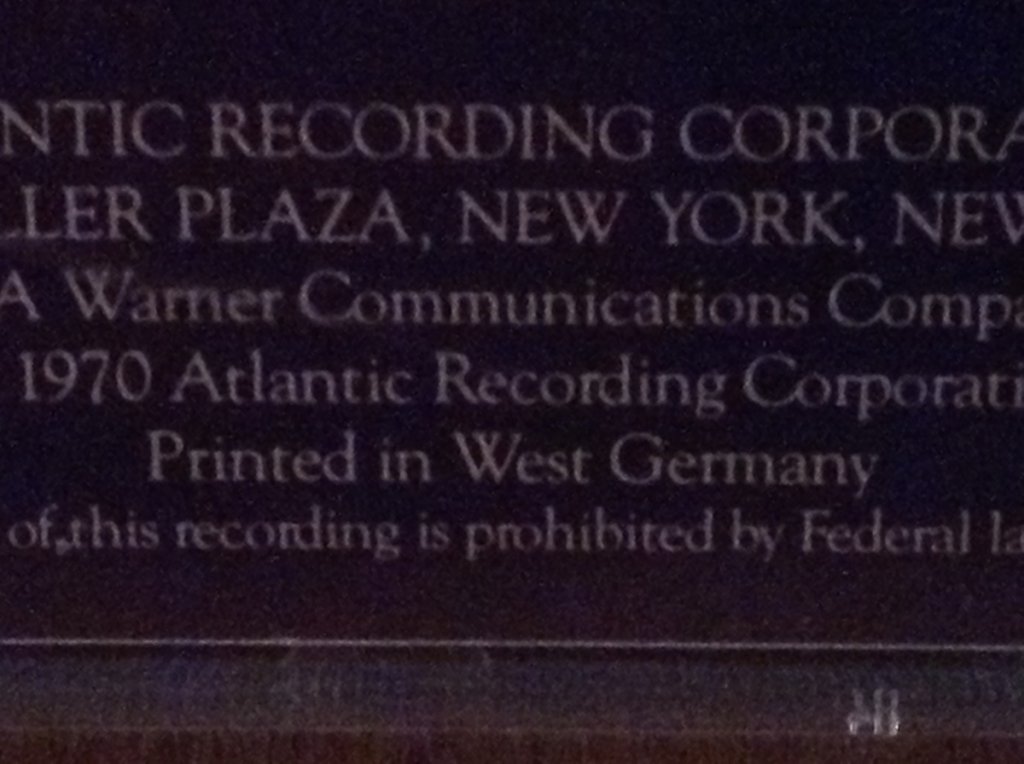 NTIC RECORDING CORPORA
LLER PLAZA, NEW YORK, NEW
A Warner Communications Compa
1970 Atlantic Recording Corporati
Printed in West Germany
of this recording is prohibited by Federal la